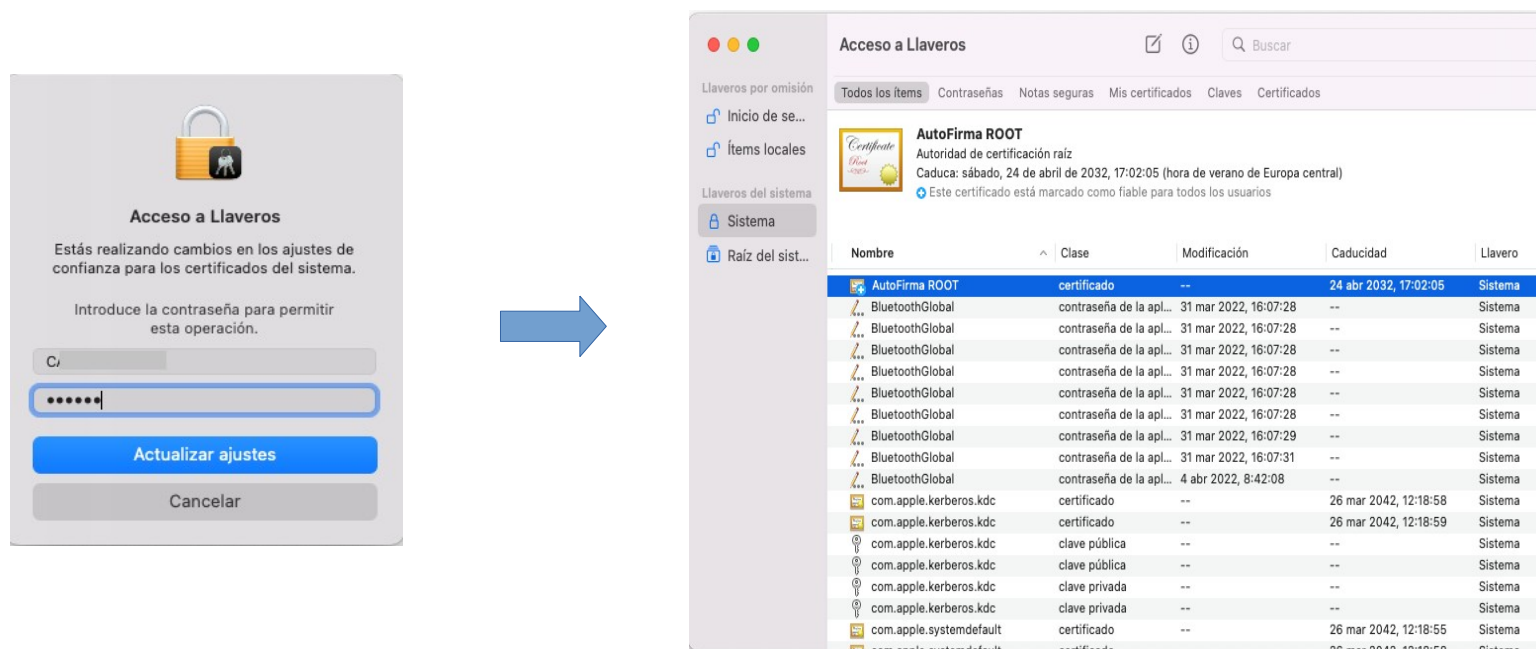 Acceso a Llaveros
Estás realizando cambios en los ajustes de
confianza para los certificados del sistema.
Introduce la contraseña para permitir
esta operación.
••••••
Actualizar ajustes
Cancelar
Acceso a Llaveros
Buscar
Llaveros por omisión
Inicio de se...
Ítems locales
Llaveros del sistema
Sistema
Raíz del sist...
Todos los ítems Contraseñas Notas seguras Mis certificados Claves Certificados
Certificate
Root
AutoFirma ROOT
Autoridad de certificación raíz
Caduca: sábado, 24 de abril de 2032, 17:02:05 (hora de verano de Europa central)
Este certificado está marcado como fiable para todos los usuarios
Nombre Clase Modificación Caducidad Llavero
AutoFirma ROOT certificado -- 24 abr 2032, 17:02:05 Sistema
BluetoothGlobal contraseña de la apl... 31 mar 2022, 16:07:28 -- Sistema
BluetoothGlobal contraseña de la apl... 31 mar 2022, 16:07:28 -- Sistema
BluetoothGlobal contraseña de la apl... 31 mar 2022, 16:07:28 -- Sistema
BluetoothGlobal contraseña de la apl... 31 mar 2022, 16:07:28 -- Sistema
BluetoothGlobal contraseña de la apl... 31 mar 2022, 16:07:28 -- Sistema
BluetoothGlobal contraseña de la apl... 31 mar 2022, 16:07:28 -- Sistema
BluetoothGlobal contraseña de la apl... 31 mar 2022, 16:07:29 -- Sistema
BluetoothGlobal contraseña de la apl... 31 mar 2022, 16:07:31 -- Sistema
BluetoothGlobal contraseña de la apl... 4 abr 2022, 8:42:08 -- Sistema
com.apple.kerberos.kdc certificado -- 26 mar 2042, 12:18:58 Sistema
com.apple.kerberos.kdc certificado -- 26 mar 2042, 12:18:59 Sistema
com.apple.kerberos.kdc clave pública -- -- Sistema
com.apple.kerberos.kdc clave pública -- -- Sistema
com.apple.kerberos.kdc clave privada -- -- Sistema
com.apple.kerberos.kdc clave privada -- -- Sistema
com.apple.systemdefault certificado -- 26 mar 2042, 12:18:55 Sistema